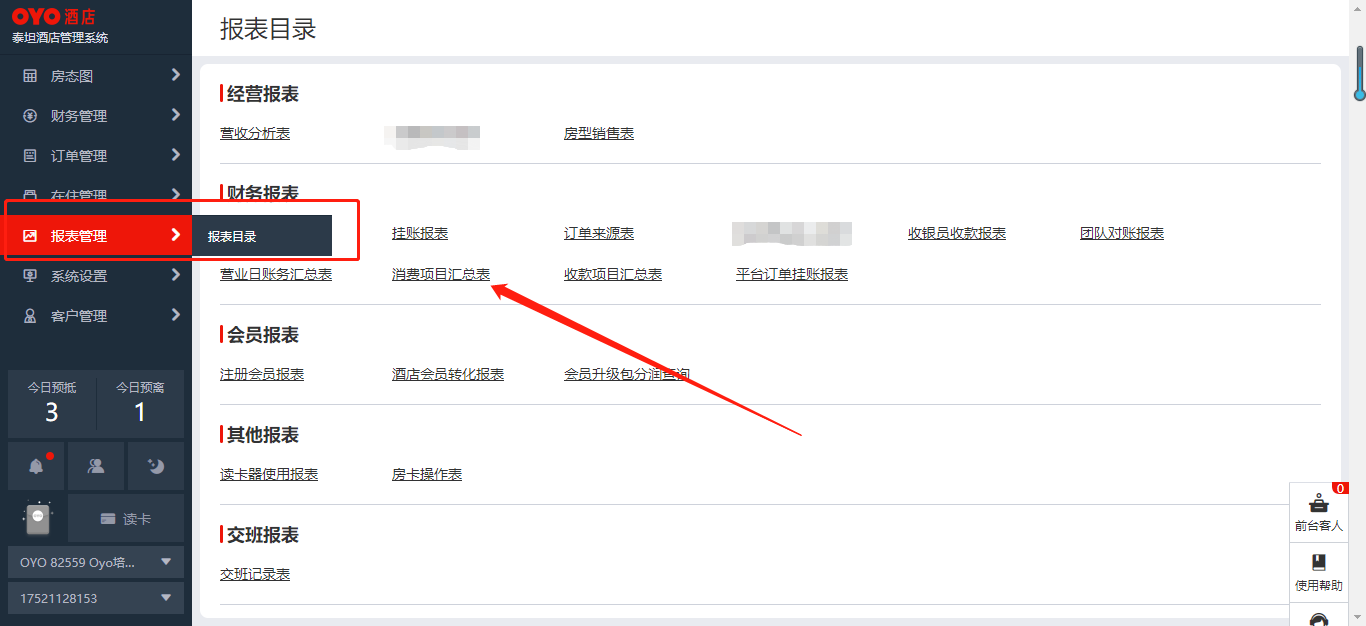 OYO 酒店
泰坦酒店管理系统
房态图
财务管理
订单管理
在住管理
报表管理
报表目录
系统设置
客户管理
今日预抵
今日预离
3
1
读卡
OYO 82559 Oyo培...
17521128153
报表目录
经营报表
营收分析表
房型销售表
财务报表
挂账报表
订单来源表
收银员收款报表
团队对账报表
营业日账务汇总表
消费项目汇总表
收款项目汇总表
平台订单挂账报表
会员报表
注册会员报表
酒店会员转化报表
会员升级包分润查询
其他报表
读卡器使用报表
房卡操作表
交班报表
交班记录表
0
前台客人
使用帮助